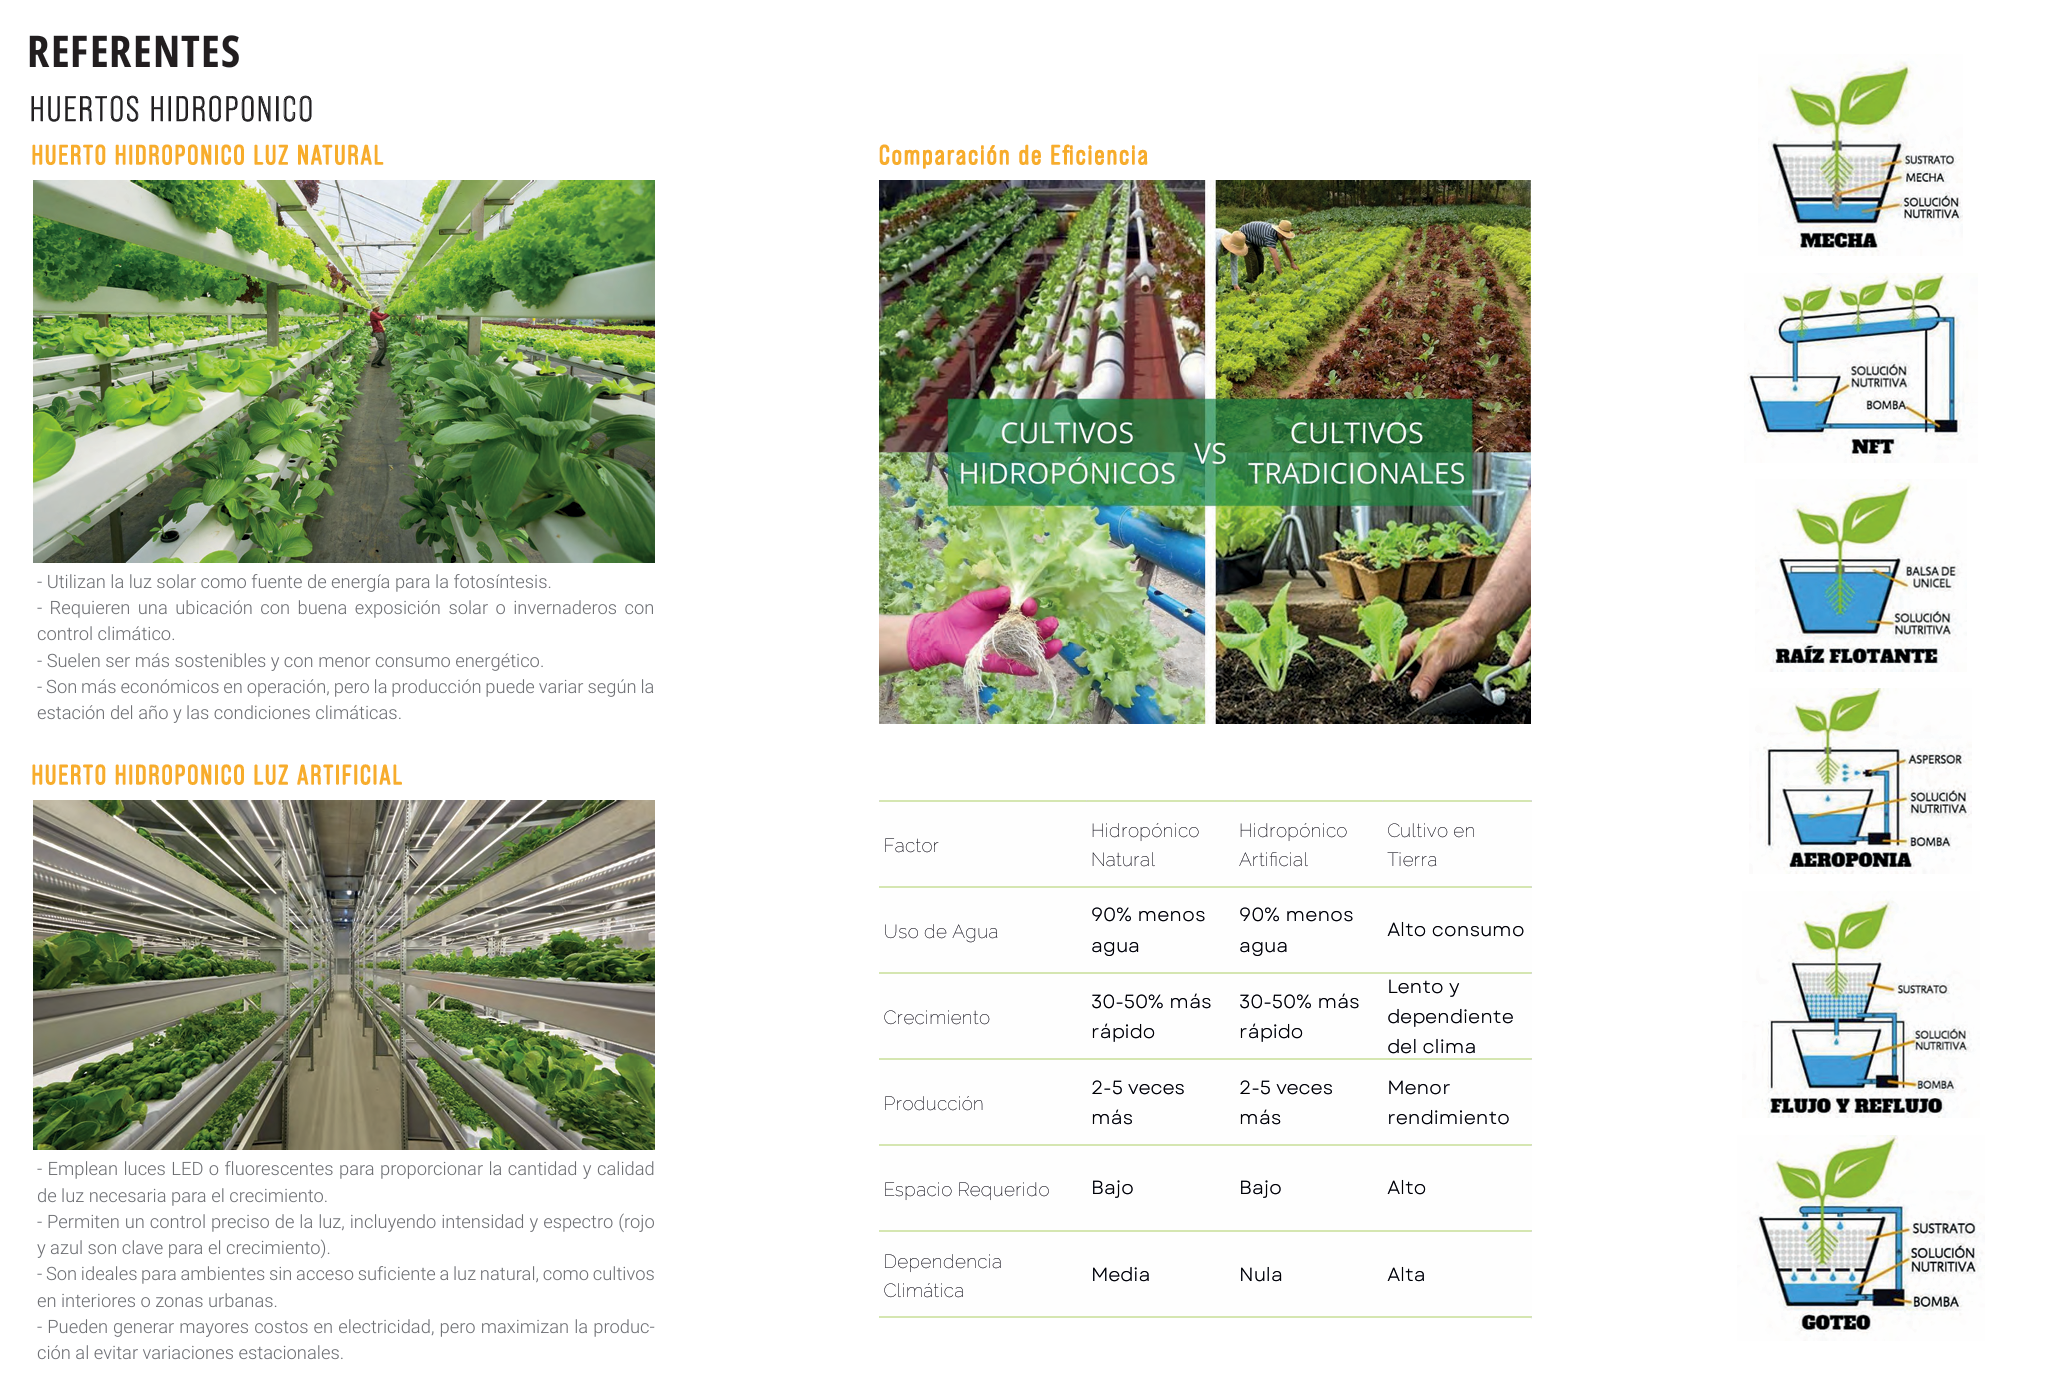 REFERENTES
HUERTOS HIDROPONICO
HUERTO HIDROPONICO LUZ NATURAL
- Utilizan la luz solar como fuente de energía para la fotosíntesis.
- Requieren una ubicación con buena exposición solar o invernaderos con
control climático.
- Suelen ser más sostenibles y con menor consumo energético.
- Son más económicos en operación, pero la producción puede variar según la
estación del año y las condiciones climáticas.
HUERTO HIDROPONICO LUZ ARTIFICIAL
- Emplean luces LED o fluorescentes para proporcionar la cantidad y calidad
de luz necesaria para el crecimiento.
- Permiten un control preciso de la luz, incluyendo intensidad y espectro (rojo
y azul son clave para el crecimiento).
- Son ideales para ambientes sin acceso suficiente a luz natural, como cultivos
en interiores o zonas urbanas.
- Pueden generar mayores costos en electricidad, pero maximizan la produc-
ción al evitar variaciones estacionales.
Comparación de Eficiencia
CULTIVOS
HIDROPÓNICOS
VS
CULTIVOS
TRADICIONALES
Factor
Hidropónico
Natural
Hidropónico
Artificial
Cultivo en
Tierra
Uso de Agua
90% menos
agua
90% menos
agua
Alto consumo
Crecimiento
30-50% más
rápido
30-50% más
rápido
Lento y
dependiente
del clima
Producción
2-5 veces
más
2-5 veces
más
Menor
rendimiento
Espacio Requerido
Bajo
Bajo
Alto
Dependencia
Climática
Media
Nula
Alta
SUSTRATO
MECHA
SOLUCIÓN
NUTRITIVA
MECHA
SOLUCIÓN
NUTRITIVA
BOMBA
NFT
BALSA DE
UNICEL
SOLUCIÓN
NUTRITIVA
RAÍZ FLOTANTE
ASPERSOR
SOLUCIÓN
NUTRITIVA
BOMBA
AEROPONIA
SUSTRATO
SOLUCIÓN
NUTRITIVA
BOMBA
FLUJO Y REFLUJO
SUSTRATO
SOLUCIÓN
NUTRITIVA
BOMBA
GOTEO